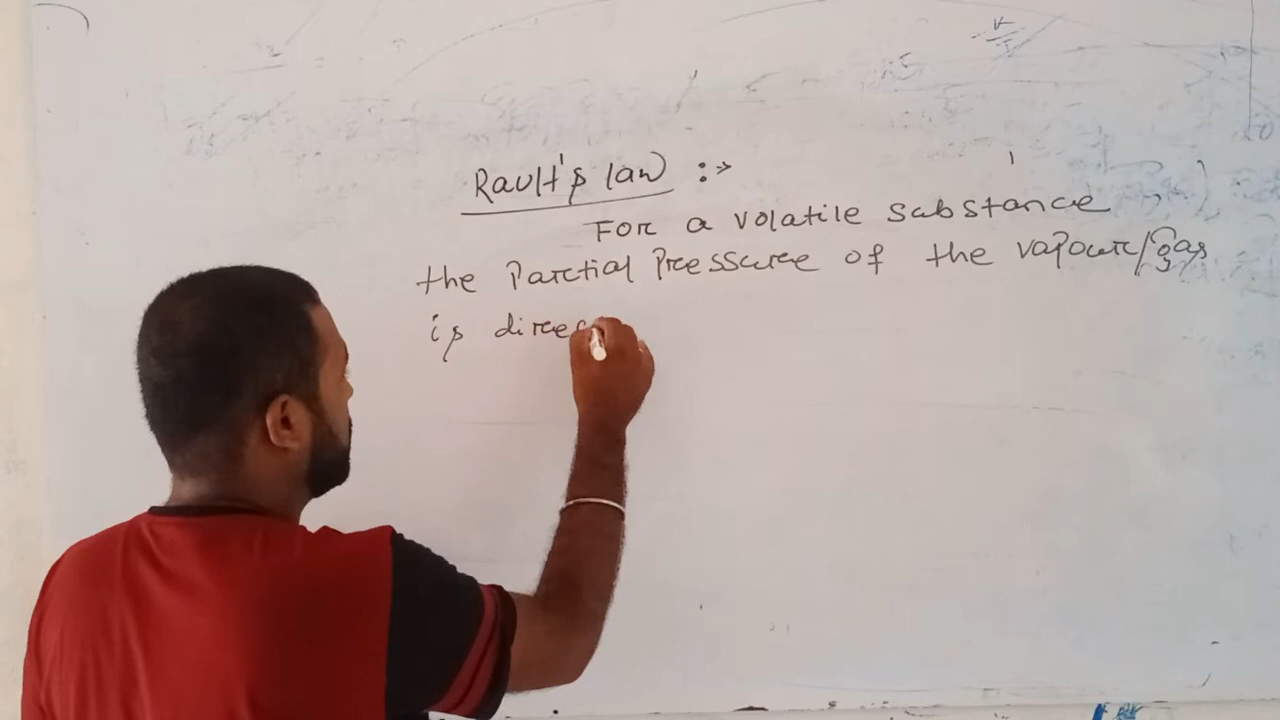 Rault's law :->
For a volatile substance
the Partial Pressure of the vapour/gas
is direc